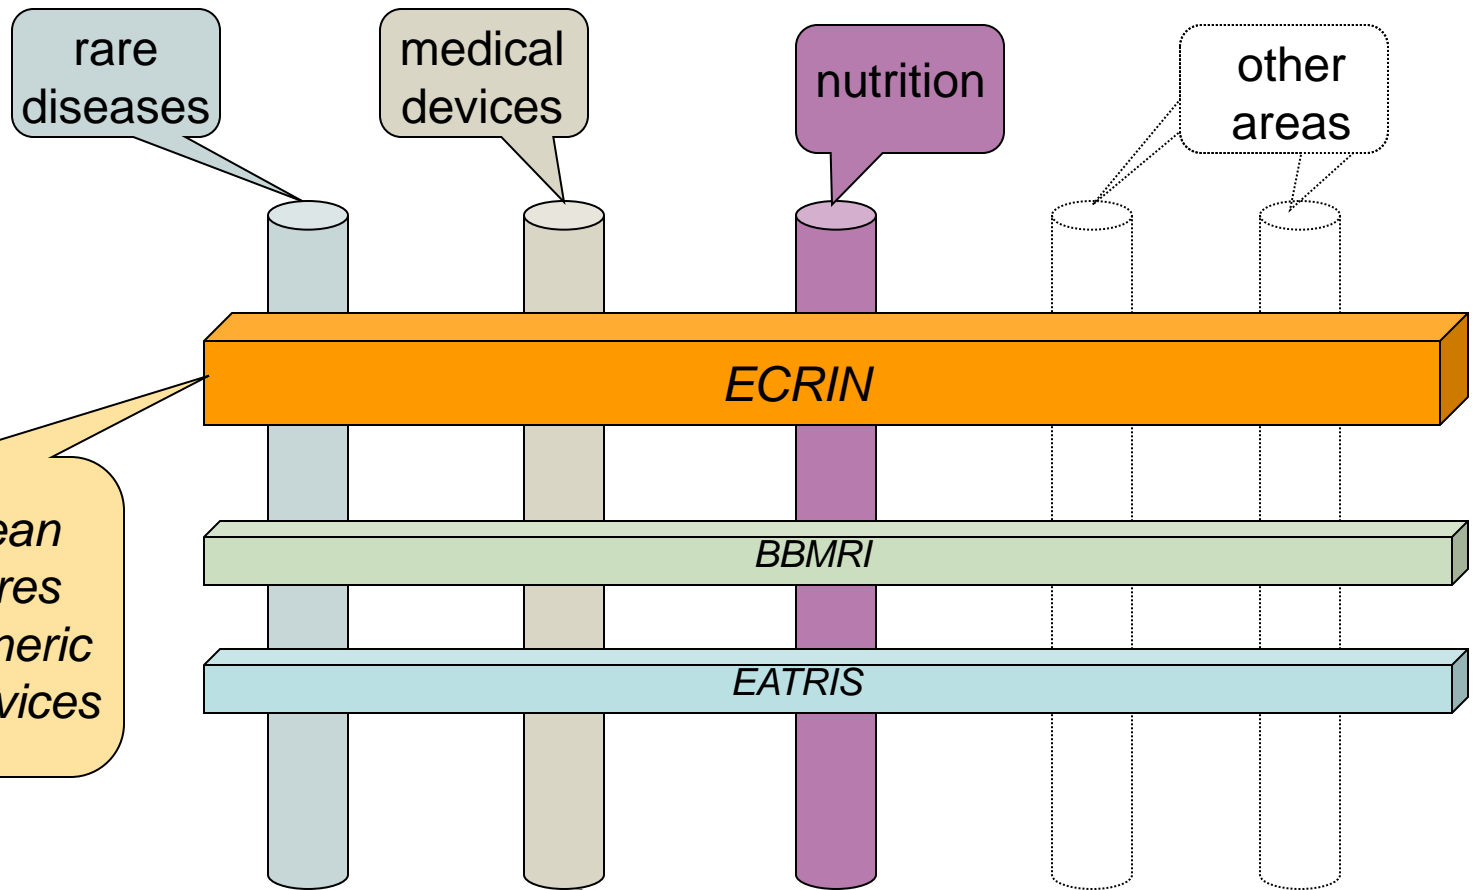 rare
diseases
medical
devices
nutrition
other
areas
ECRIN
BBMRI
EATRIS
ean
res
neric
vices